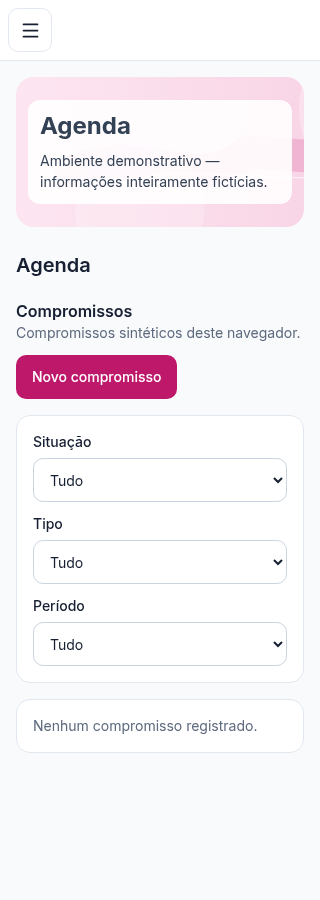 Agenda
Ambiente demonstrativo —
informações inteiramente fictícias.
Agenda
Compromissos
Compromissos sintéticos deste navegador.
Novo compromisso
Situação
Tudo
Tipo
Tudo
Período
Tudo
Nenhum compromisso registrado.